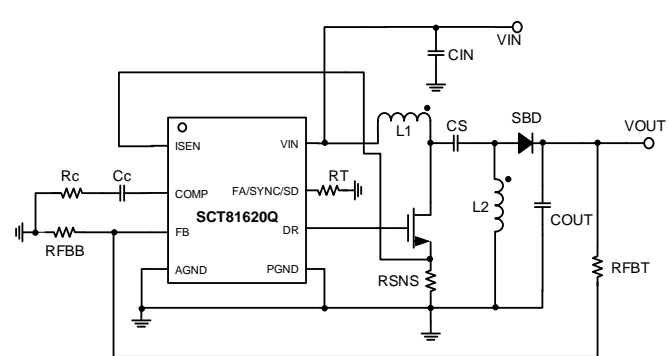 VIN
CIN
L1
CS
SBD
VOUT
ISEN
VIN
Rc
Cc
COMP
FA/SYNC/SD
RT
SCT81620Q
L2
COUT
RFBB
FB
DR
RFBT
AGND
PGND
RSNS